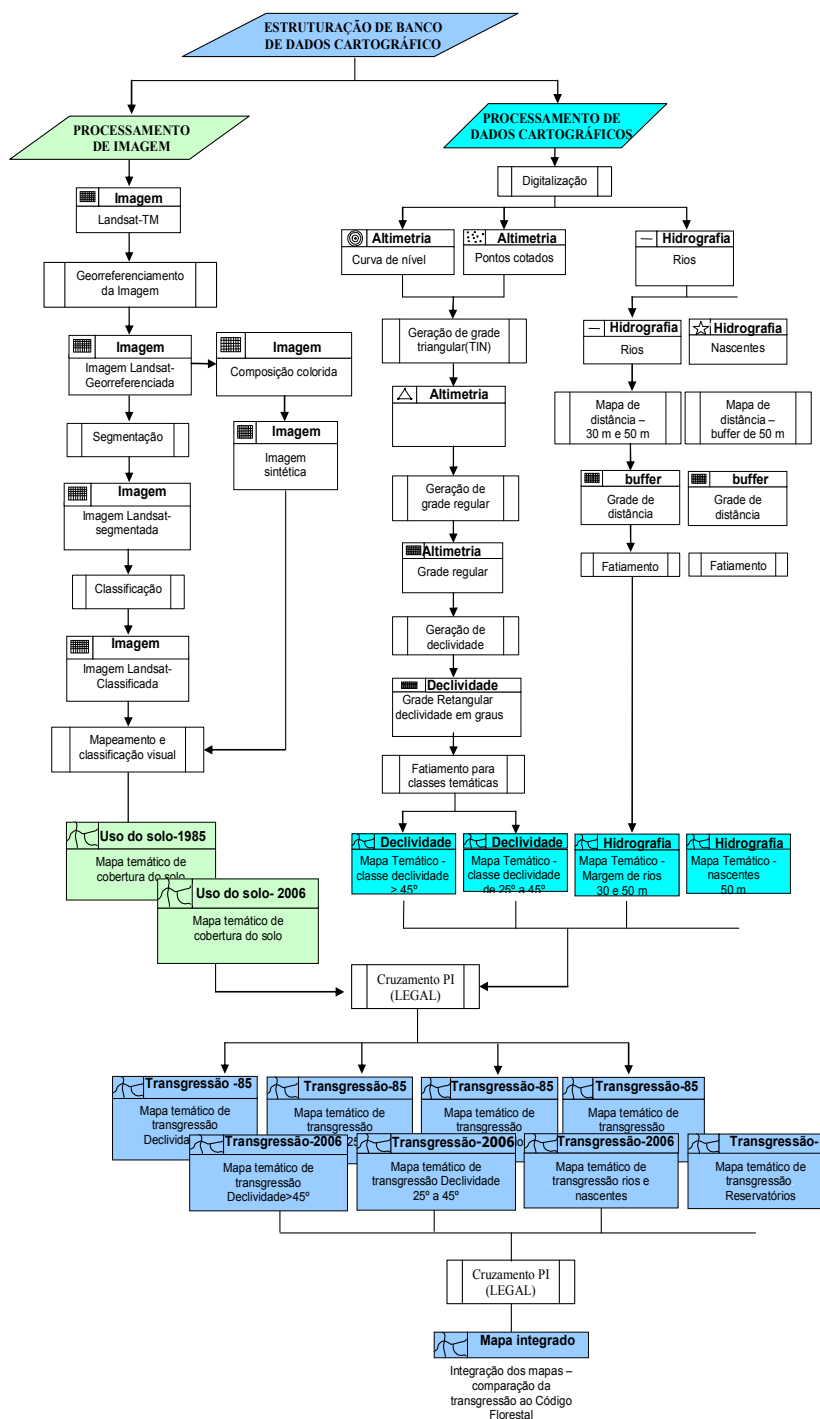 ESTRUTURAÇÃO DE BANCO
DE DADOS CARTOGRÁFICO
PROCESSAMENTO
DE IMAGEM
PROCESSAMENTO DE
DADOS CARTOGRÁFICOS
Digitalização
Imagem
Landsat-TM
Altimetria
Curva de nível
Altimetria
Pontos cotados
Hidrografia
Rios
Georreferenciamento
da Imagem
Geração de grade
triangular(TIN)
Hidrografia
Rios
Hidrografia
Nascentes
Imagem
Imagem Landsat-
Georreferenciada
Imagem
Composição colorida
Altimetria
Mapa de
distância –
30 m e 50 m
Mapa de
distância –
buffer de 50 m
Segmentação
Imagem
Imagem
sintética
Imagem
Imagem Landsat-
segmentada
Geração de
grade regular
buffer
Grade de
distância
buffer
Grade de
distância
Altimetria
Grade regular
Fatiamento
Fatiamento
Classificação
Geração de
declividade
Imagem
Imagem Landsat-
Classificada
Declividade
Grade Retangular
declividade em graus
Mapeamento e
classificação visual
Fatiamento para
classes temáticas
Uso do solo-1985
Mapa temático de
cobertura do solo
Uso do solo- 2006
Mapa temático de
cobertura do solo
Declividade
Mapa Temático -
classe declividade
> 45º
Declividade
Mapa Temático -
classe declividade
de 25º a 45º
Hidrografia
Mapa Temático -
Margem de rios
30 e 50 m
Hidrografia
Mapa Temático -
nascentes
50 m
Cruzamento PI
(LEGAL)
Transgressão -85
Mapa temático de
transgressão
Transgressão-85
Mapa temático de
transgressão
Transgressão-85
Mapa temático de
transgressão
Transgressão-85
Mapa temático de
transgressão
Transgressão-2006
Mapa temático de
transgressão
Declividade>45º
Transgressão-2006
Mapa temático de
transgressão Declividade
25º a 45º
Transgressão-2006
Mapa temático de
transgressão rios e
nascentes
Transgressão-
Mapa temático de
transgressão
Reservatórios
Cruzamento PI
(LEGAL)
Mapa integrado
Integração dos mapas –
comparação da
transgressão ao Código
Florestal